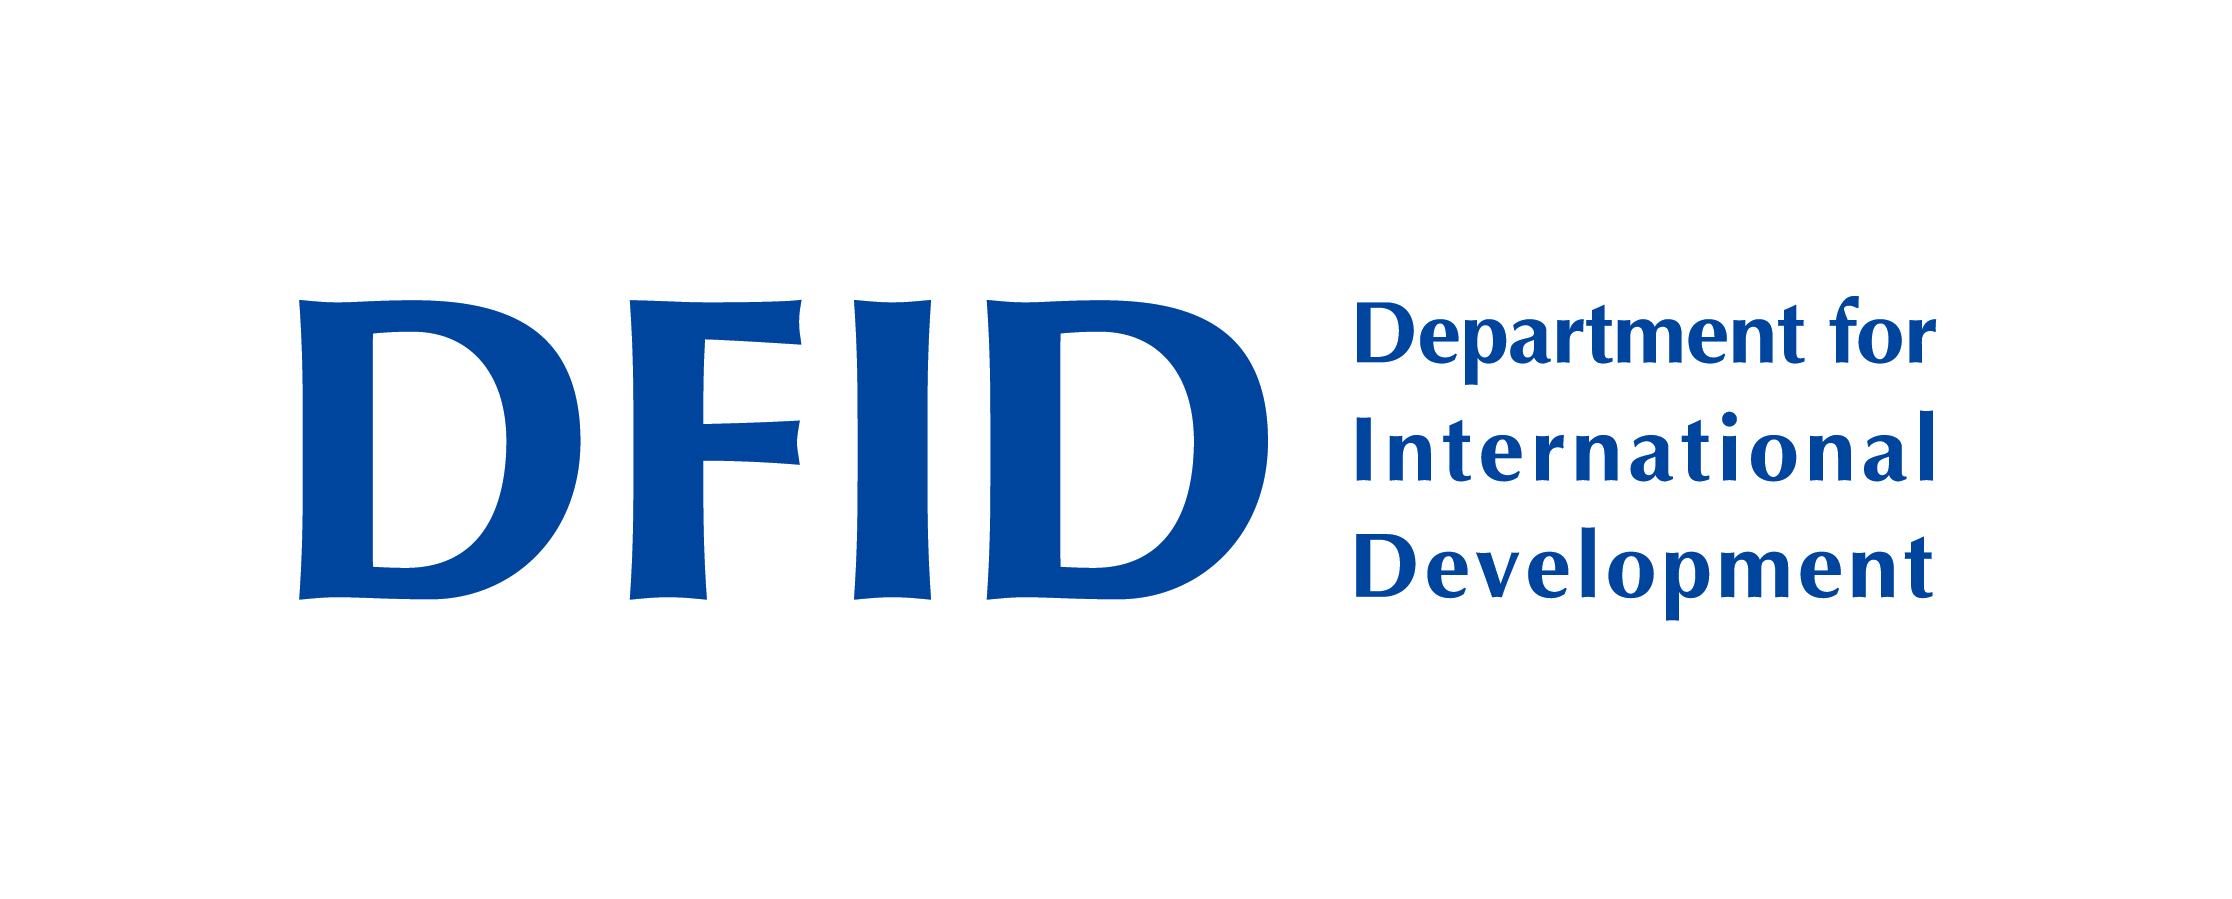 DFID
Department for
International
Development